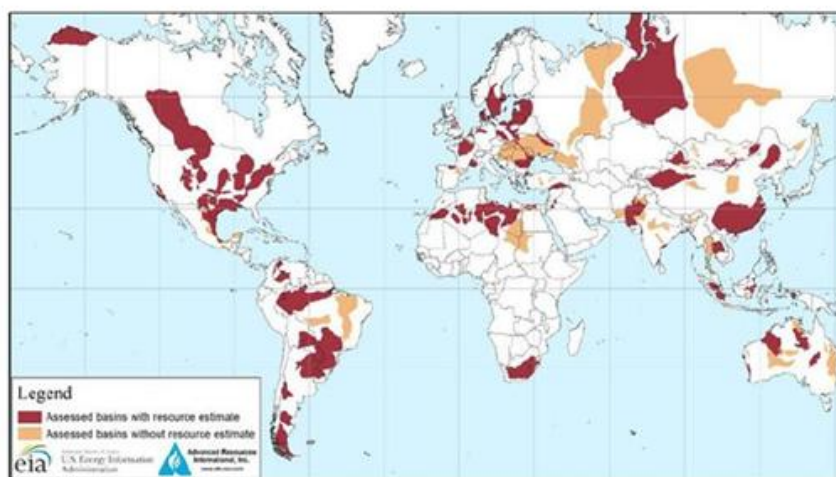 Legend
Assessed basins with resource estimate
Assessed basins without resource estimate
eia
U.S. Energy Information
Administration
Advanced Resources
International, Inc.